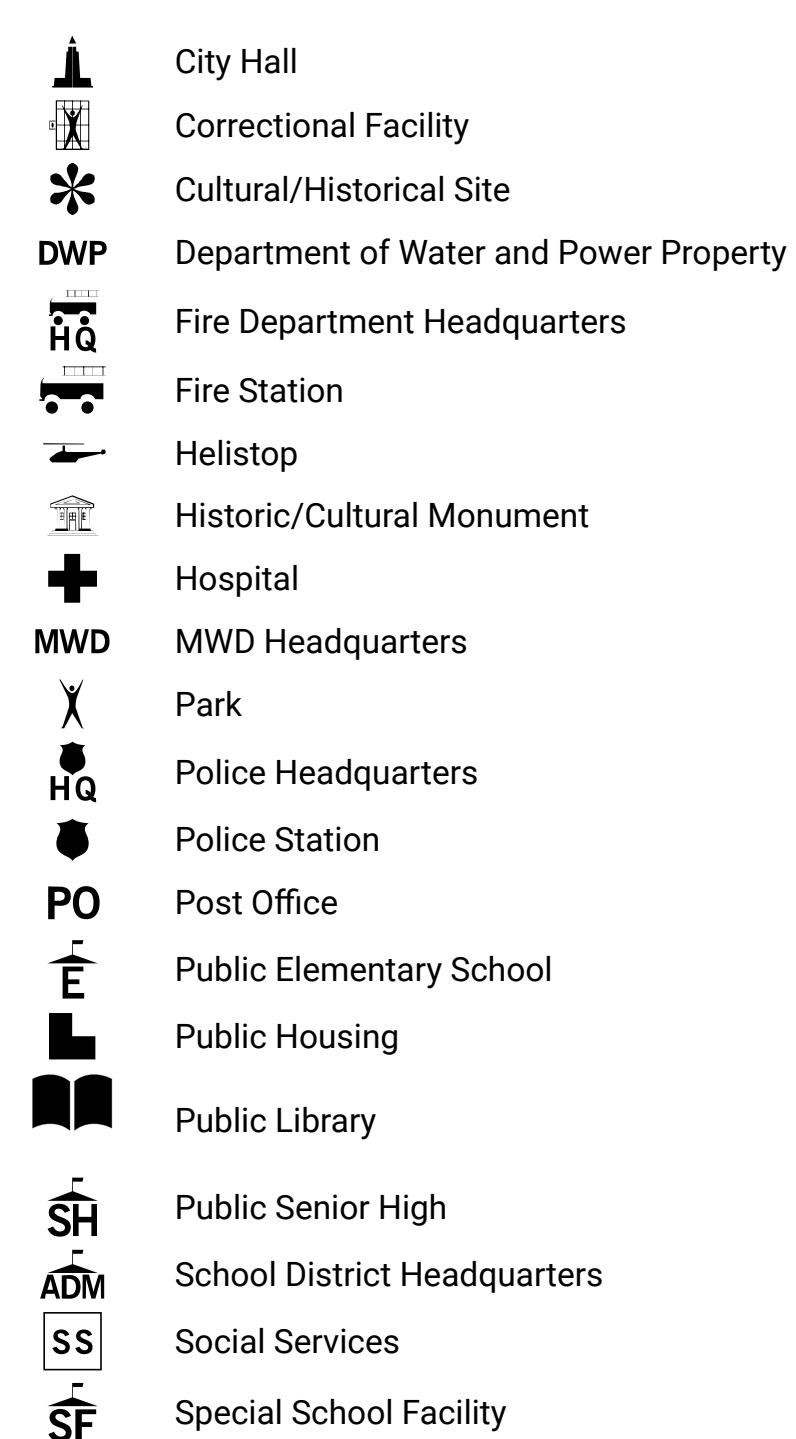 City Hall
Correctional Facility
Cultural/Historical Site
DWP Department of Water and Power Property
HQ Fire Department Headquarters
Fire Station
Helistop
Historic/Cultural Monument
Hospital
MWD MWD Headquarters
Park
HQ Police Headquarters
Police Station
PO Post Office
E Public Elementary School
Public Housing
Public Library
SH Public Senior High
ADM School District Headquarters
SS Social Services
SF Special School Facility